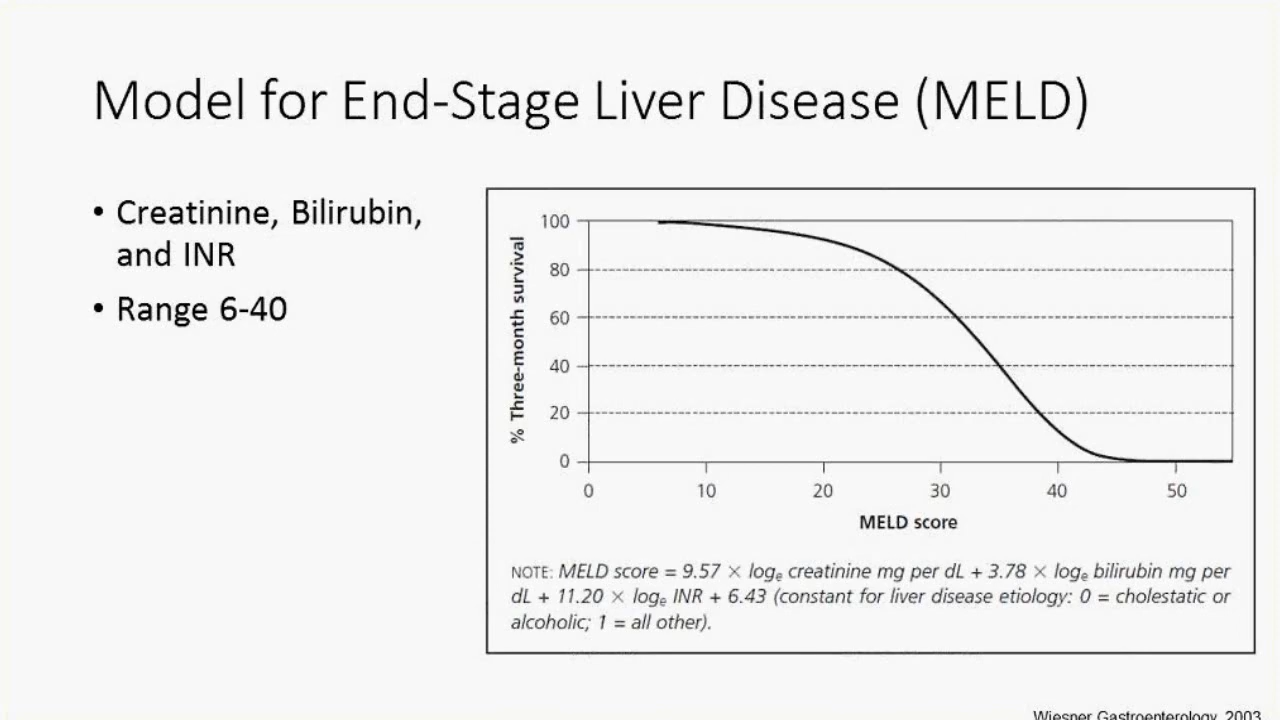 Model for End-Stage Liver Disease (MELD)
• Creatinine, Bilirubin,
and INR
• Range 6-40
% Three-month survival
100
80
60
40
20
0
0 10 20 30 40 50
MELD score
NOTE: MELD score = 9.57 × logₑ creatinine mg per dL + 3.78 × logₑ bilirubin mg per
dL + 11.20 × logₑ INR + 6.43 (constant for liver disease etiology: 0 = cholestatic or
alcoholic; 1 = all other).
Wiesner Gastroenterology, 2003